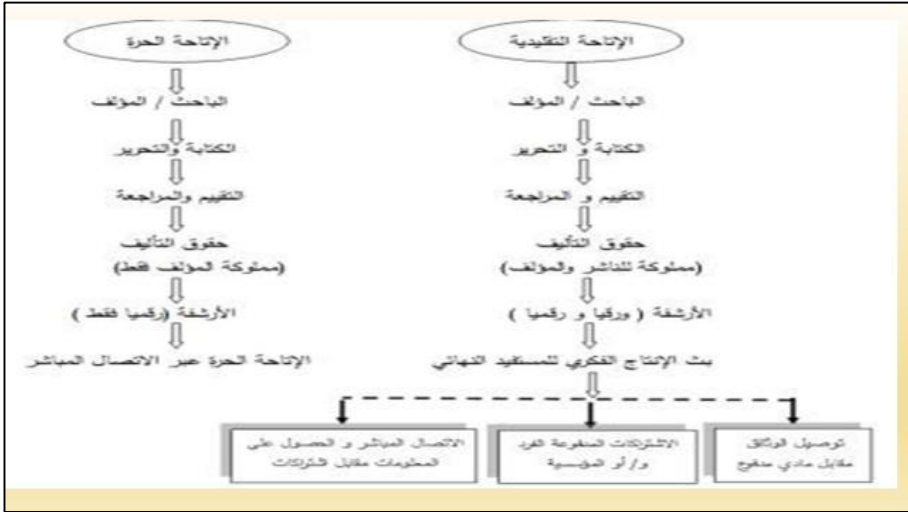 الإتاحة التقليدية
الباحث / المؤلف
الكتابة و التحرير
التقييم و المراجعة
حقوق التأليف
(مملوكة للناشر والمؤلف)
الأرشفة ( ورقيا و رقميا )
بث الإنتاج الفكري للمستفيد النهائي
توصيل الوثائق
مقابل مادي مدفوع
الاشتراكات المدفوعة الفرد
و/ أو المؤسسية
الاتصال المباشر و الحصول على
المعلومات مقابل اشتراكات
الإتاحة الحرة
الباحث / المؤلف
الكتابة والتحرير
التقييم والمراجعة
حقوق التأليف
(مملوكة المؤلف فقط)
الأرشفة (رقميا فقط )
الإتاحة الحرة عبر الاتصال المباشر